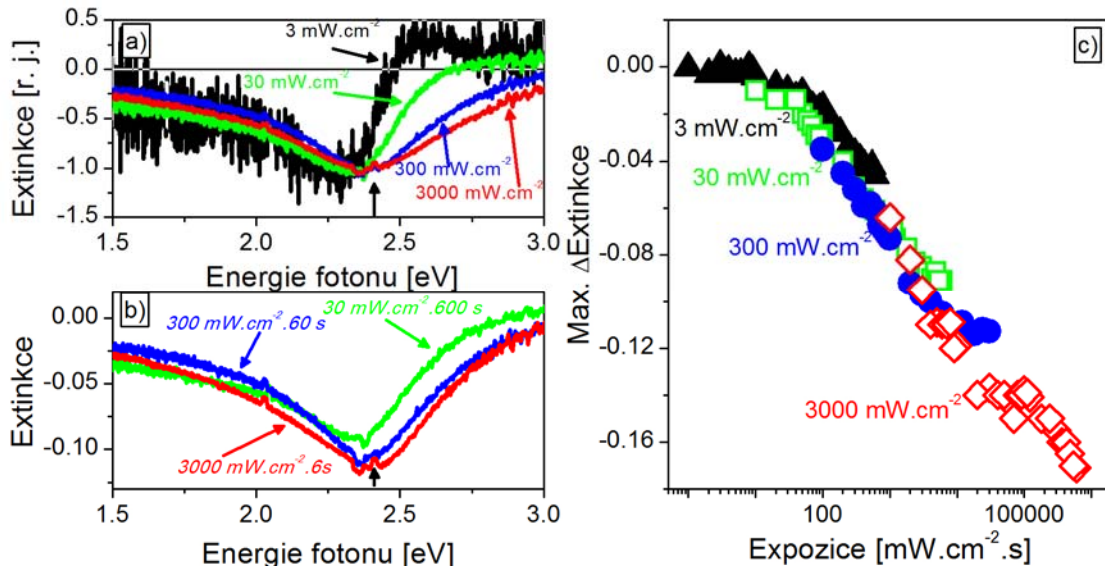 a)
3 mW.cm-2
30 mW.cm-2
300 mW.cm-2
3000 mW.cm-2
0.5
0.0
-0.5
-1.0
-1.5
Extinkce [r. j.]
1.5
2.0
2.5
3.0
Energie fotonu [eV]
b)
300 mW.cm-2.60 s
30 mW.cm-2.600 s
3000 mW.cm-2.6s
0.00
-0.05
-0.10
Extinkce
1.5
2.0
2.5
3.0
Energie fotonu [eV]
c)
0.00
-0.04
-0.08
-0.12
-0.16
Max. ΔExtinkce
3 mW.cm-2
30 mW.cm-2
300 mW.cm-2
3000 mW.cm-2
100
100000
Expozice [mW.cm-2.s]